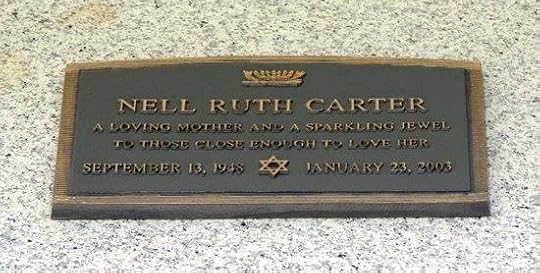 NELL RUTH CARTER
A LOVING MOTHER AND A SPARKLING JEWEL
TO THOSE CLOSE ENOUGH TO LOVE HER
SEPTEMBER 13, 1948 ✡ JANUARY 23, 2003